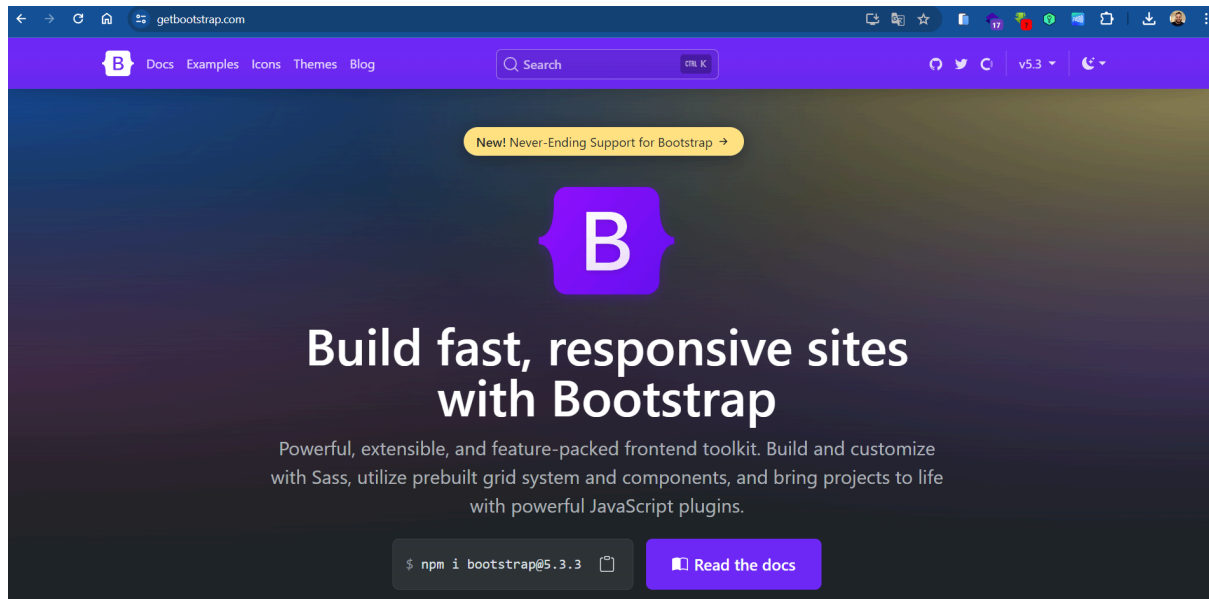 getbootstrap.com
17
7
B Docs Examples Icons Themes Blog Search CTRL K v5.3
New! Never-Ending Support for Bootstrap →
B
Build fast, responsive sites
with Bootstrap
Powerful, extensible, and feature-packed frontend toolkit. Build and customize
with Sass, utilize prebuilt grid system and components, and bring projects to life
with powerful JavaScript plugins.
$ npm i bootstrap@5.3.3 Read the docs